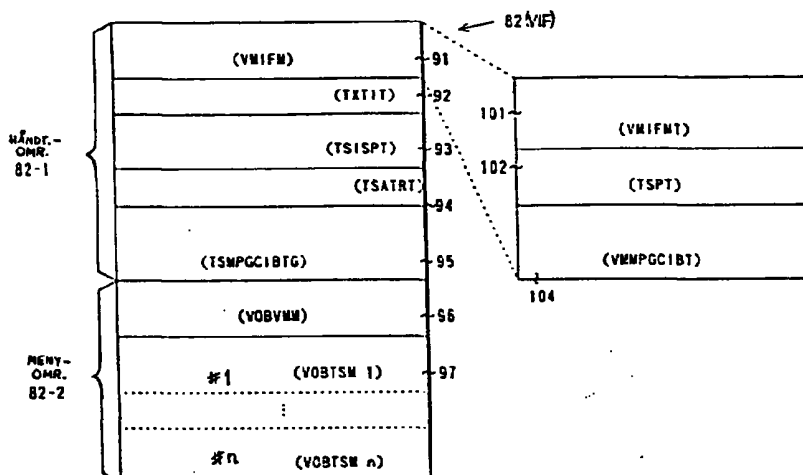 82(VIF)
(VMIFM)
91
(TXTIT)
92
101
HÅNDT.-
OMR.
82-1
(TSISPT)
93
(VMIFMT)
102
(TSATRT)
94
(TSPT)
(TSMPGCIBTG)
95
(VMMPGCIBT)
104
(VOBVMM)
96
MENY-
OMR.
82-2
#1
(VOBTSM 1)
97
#n
(VOBTSM n)